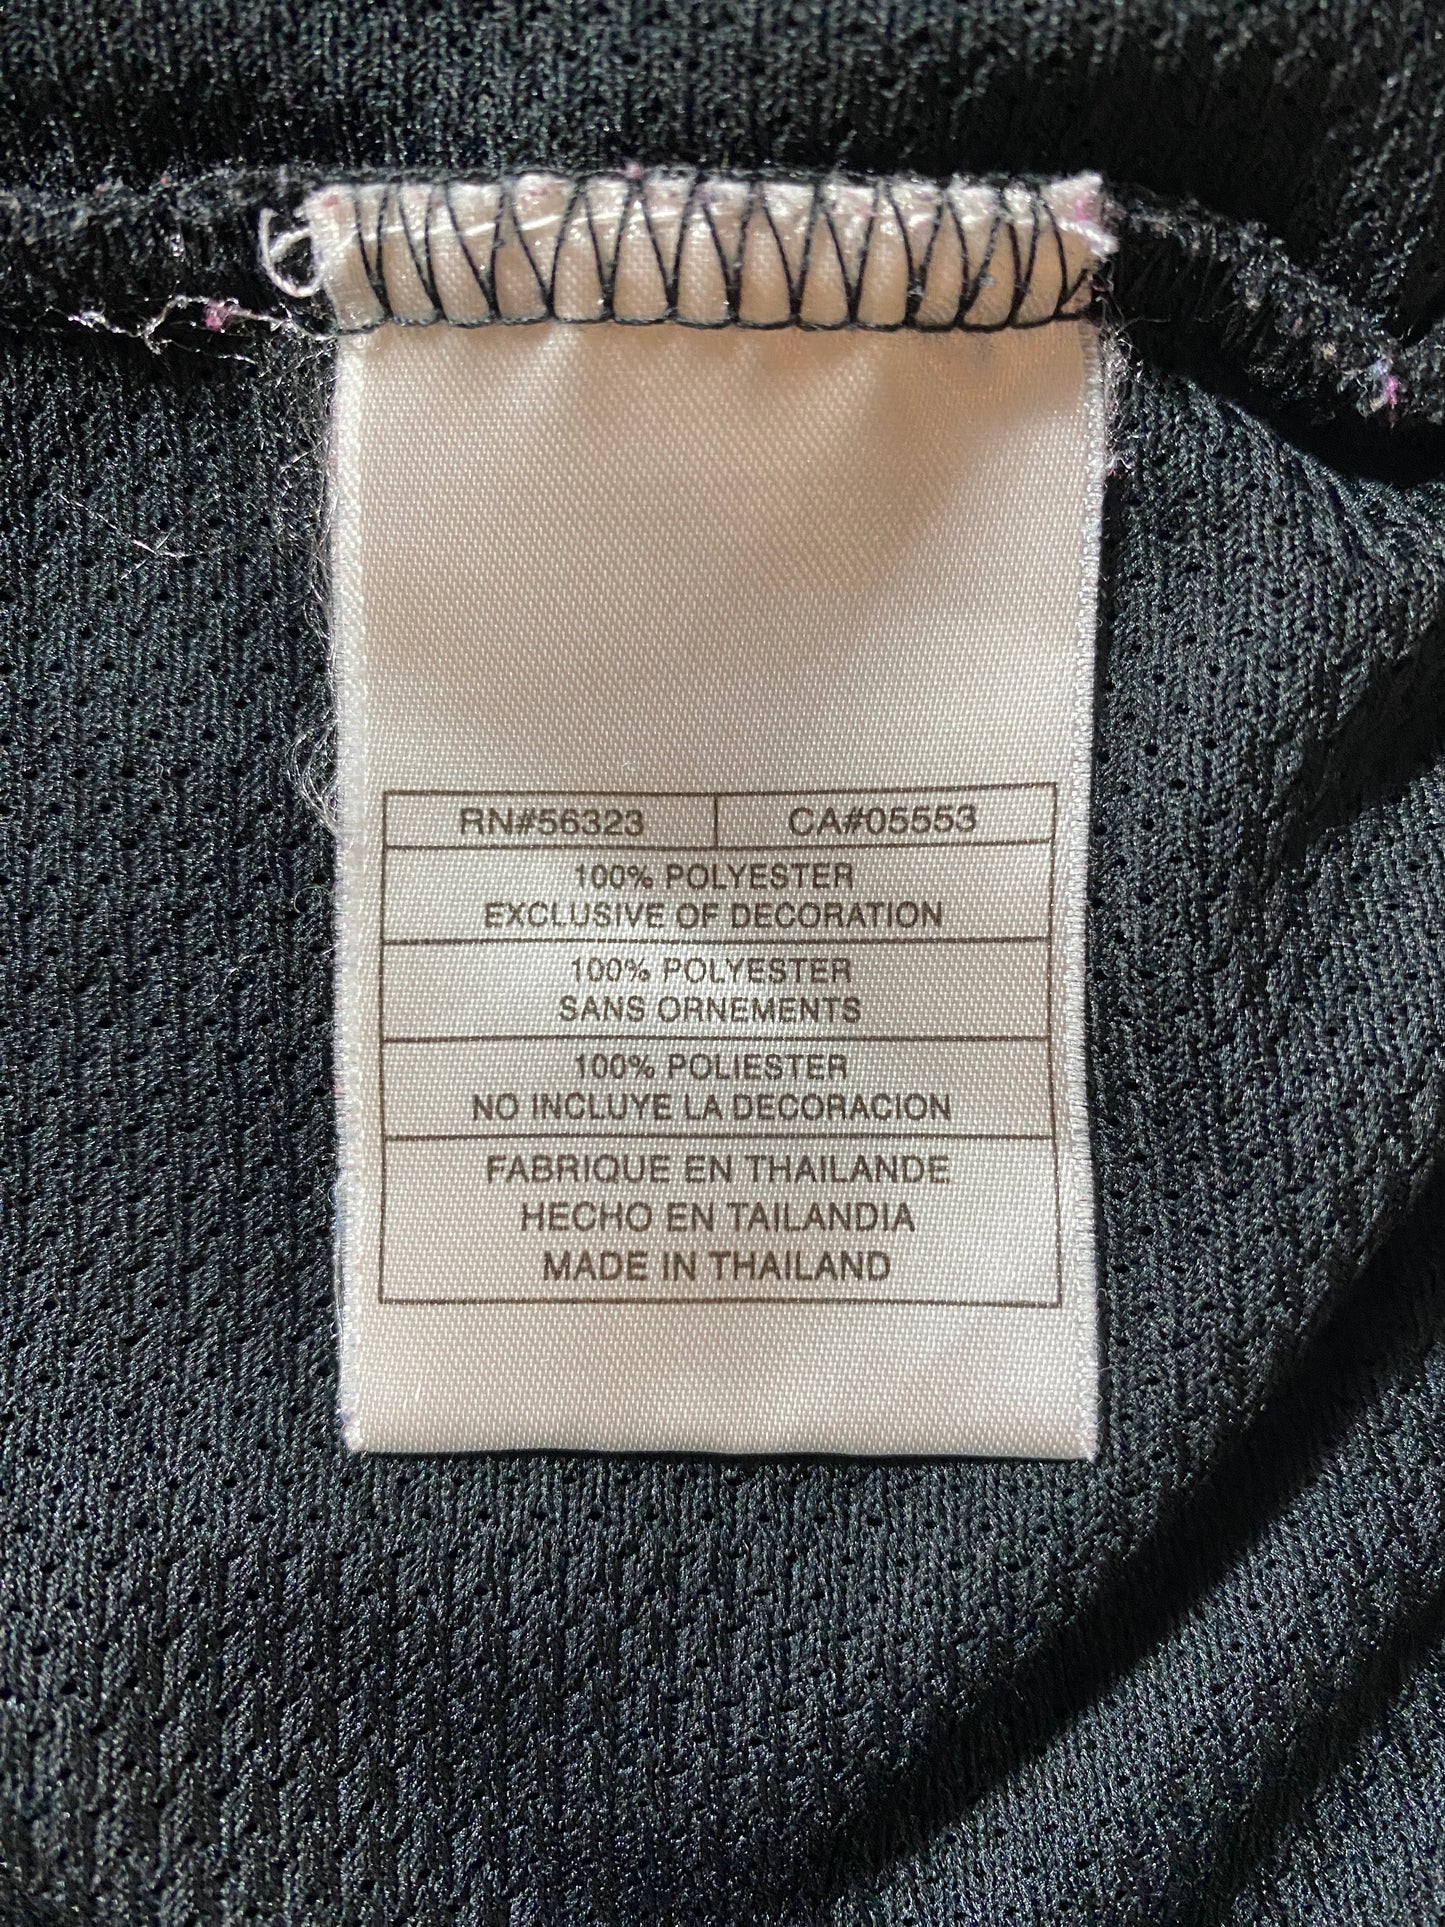 RN#56323 CA#05553
100% POLYESTER
EXCLUSIVE OF DECORATION
100% POLYESTER
SANS ORNEMENTS
100% POLIESTER
NO INCLUYE LA DECORACION
FABRIQUE EN THAILANDE
HECHO EN TAILANDIA
MADE IN THAILAND